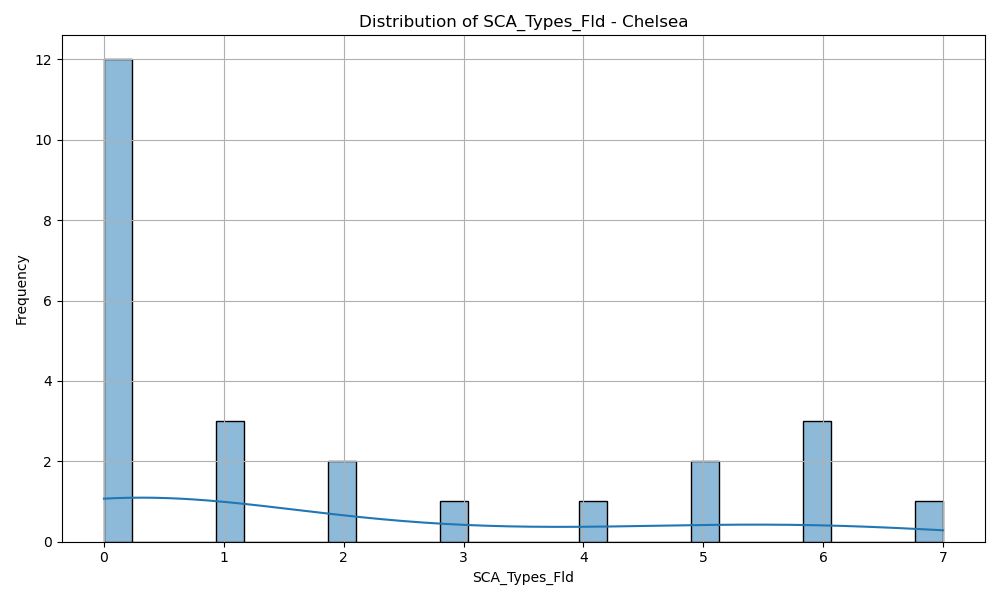 Distribution of SCA_Types_Fld - Chelsea
Frequency
12
10
8
6
4
2
0
0 1 2 3 4 5 6 7
SCA_Types_Fld